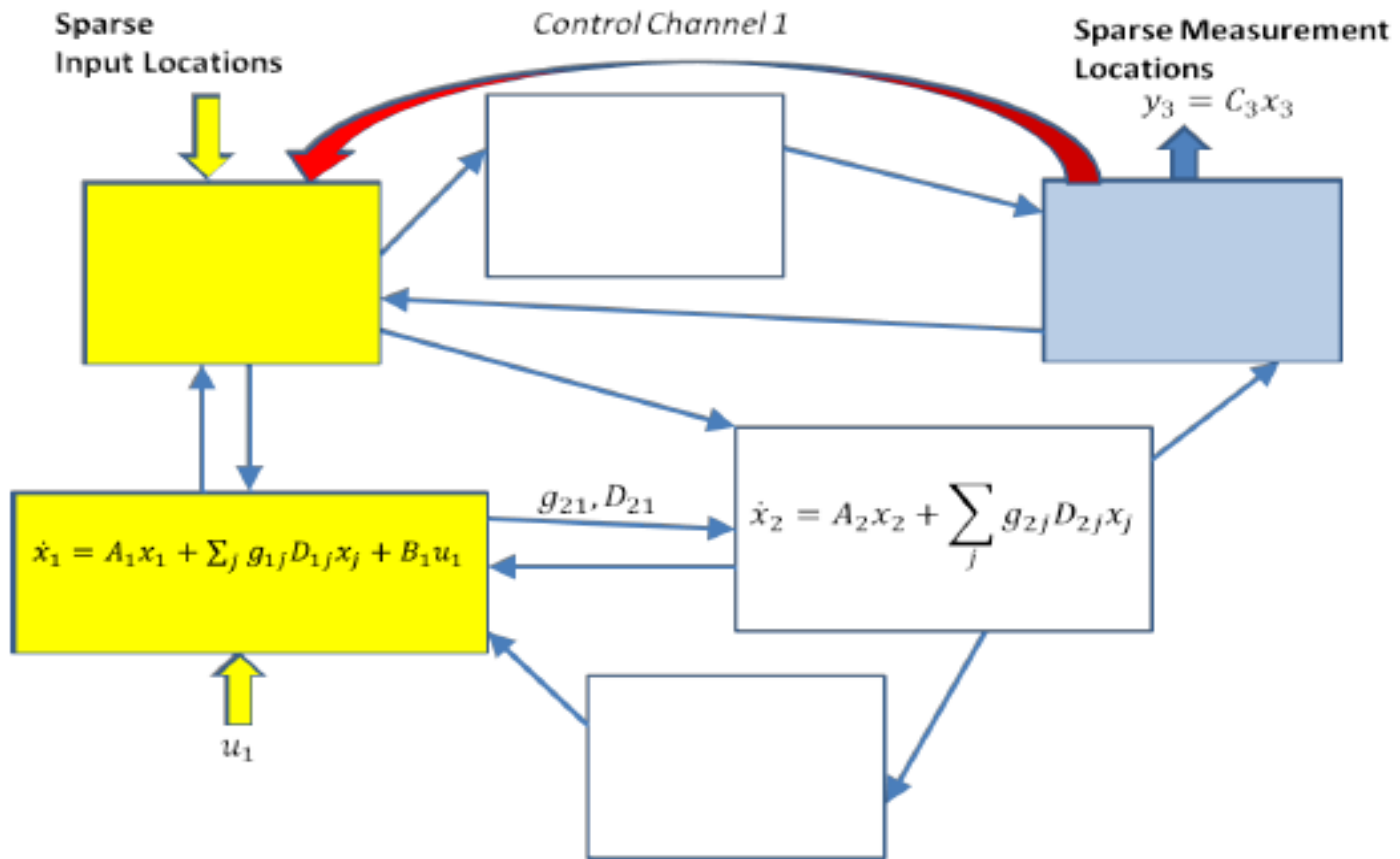 Sparse
Input Locations
Control Channel 1
Sparse Measurement
Locations
y₃ = C₃x₃
g₂₁, D₂₁
ẋ₂ = A₂x₂ + ∑ⱼ g₂ⱼD₂ⱼxⱼ
ẋ₁ = A₁x₁ + ∑ⱼ g₁ⱼD₁ⱼxⱼ + B₁u₁
u₁